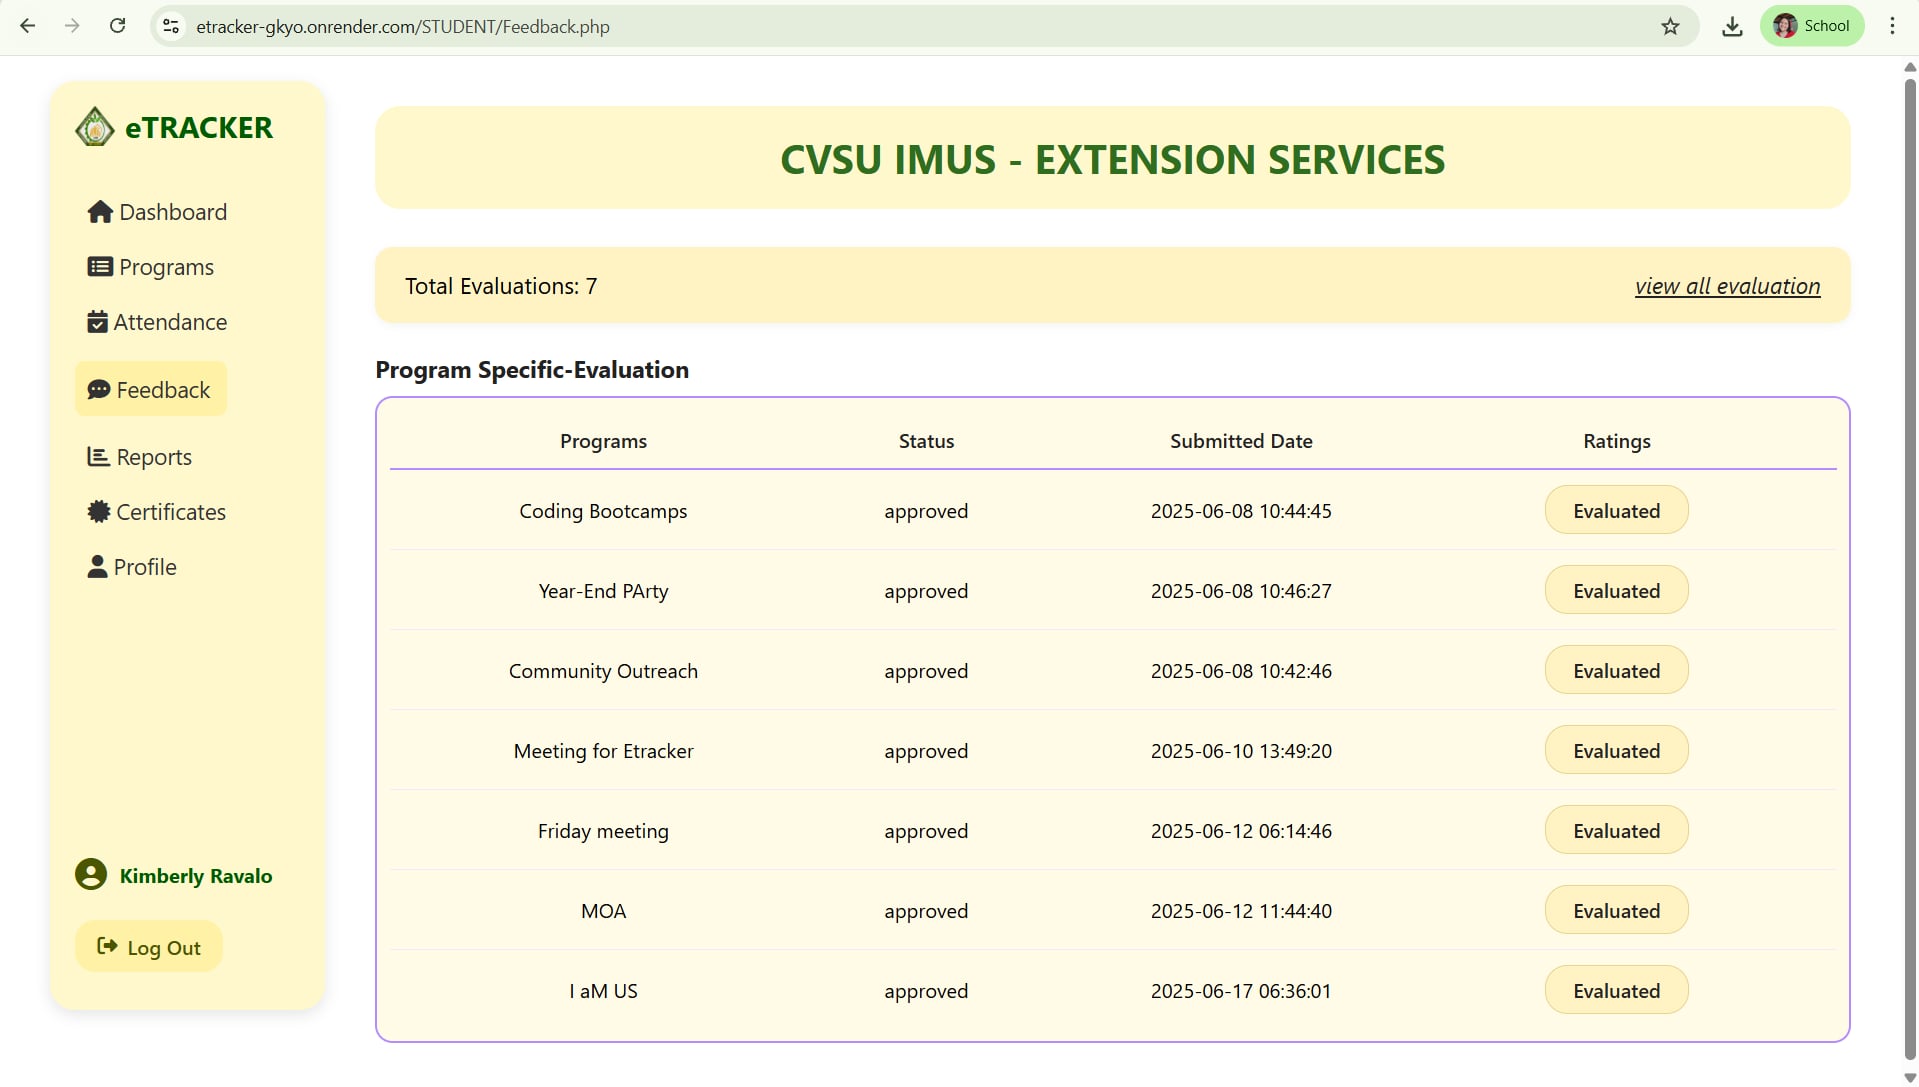 etracker-gkyo.onrender.com/STUDENT/Feedback.php
School
eTRACKER
Dashboard
Programs
Attendance
Feedback
Reports
Certificates
Profile
Kimberly Ravalo
Log Out
CVSU IMUS - EXTENSION SERVICES
Total Evaluations: 7 view all evaluation
Program Specific-Evaluation
Programs Status Submitted Date Ratings
Coding Bootcamps approved 2025-06-08 10:44:45 Evaluated
Year-End PArty approved 2025-06-08 10:46:27 Evaluated
Community Outreach approved 2025-06-08 10:42:46 Evaluated
Meeting for Etracker approved 2025-06-10 13:49:20 Evaluated
Friday meeting approved 2025-06-12 06:14:46 Evaluated
MOA approved 2025-06-12 11:44:40 Evaluated
I aM US approved 2025-06-17 06:36:01 Evaluated